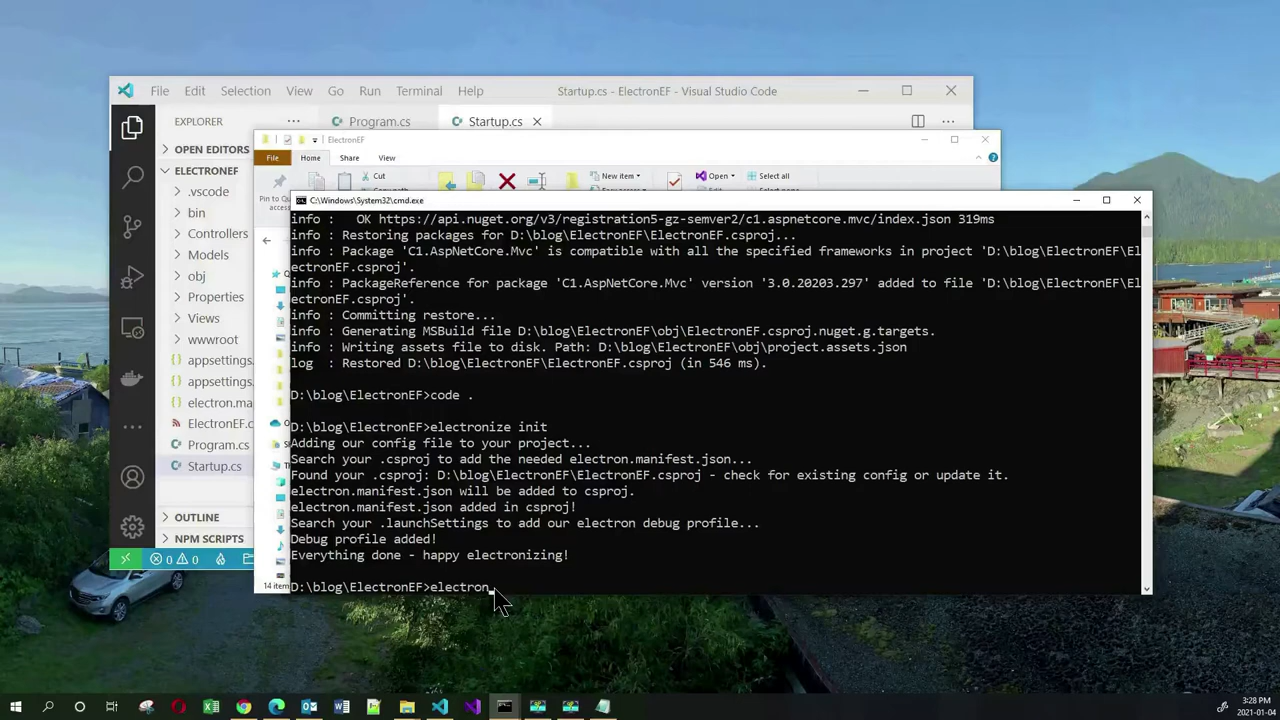 File Edit Selection View Go Run Terminal Help
Startup.cs - ElectronEF - Visual Studio Code
EXPLORER
Program.cs
Startup.cs
OPEN EDITORS
ELECTRONEF
.vscode
bin
Controllers
Models
obj
Properties
Views
wwwroot
appsettings.
appsettings.
electron.ma
ElectronEF.c
Program.cs
Startup.cs
OUTLINE
NPM SCRIPTS
0 0
ElectronEF
File Home Share View
Pin to Qu
access
Cut
New item
Open
Select all
14 item
C:\Windows\System32\cmd.exe
info :   OK https://api.nuget.org/v3/registration5-gz-semver2/c1.aspnetcore.mvc/index.json 319ms
info : Restoring packages for D:\blog\ElectronEF\ElectronEF.csproj...
info : Package 'C1.AspNetCore.Mvc' is compatible with all the specified frameworks in project 'D:\blog\ElectronEF\El
ectronEF.csproj'.
info : PackageReference for package 'C1.AspNetCore.Mvc' version '3.0.20203.297' added to file 'D:\blog\ElectronEF\El
ectronEF.csproj'.
info : Committing restore...
info : Generating MSBuild file D:\blog\ElectronEF\obj\ElectronEF.csproj.nuget.g.targets.
info : Writing assets file to disk. Path: D:\blog\ElectronEF\obj\project.assets.json
log  : Restored D:\blog\ElectronEF\ElectronEF.csproj (in 546 ms).
D:\blog\ElectronEF>code .
D:\blog\ElectronEF>electronize init
Adding our config file to your project...
Search your .csproj to add the needed electron.manifest.json...
Found your .csproj: D:\blog\ElectronEF\ElectronEF.csproj - check for existing config or update it.
electron.manifest.json will be added to csproj.
electron.manifest.json added in csproj!
Search your .launchSettings to add our electron debug profile...
Debug profile added!
Everything done - happy electronizing!
D:\blog\ElectronEF>electron
3:28 PM
2021-01-04